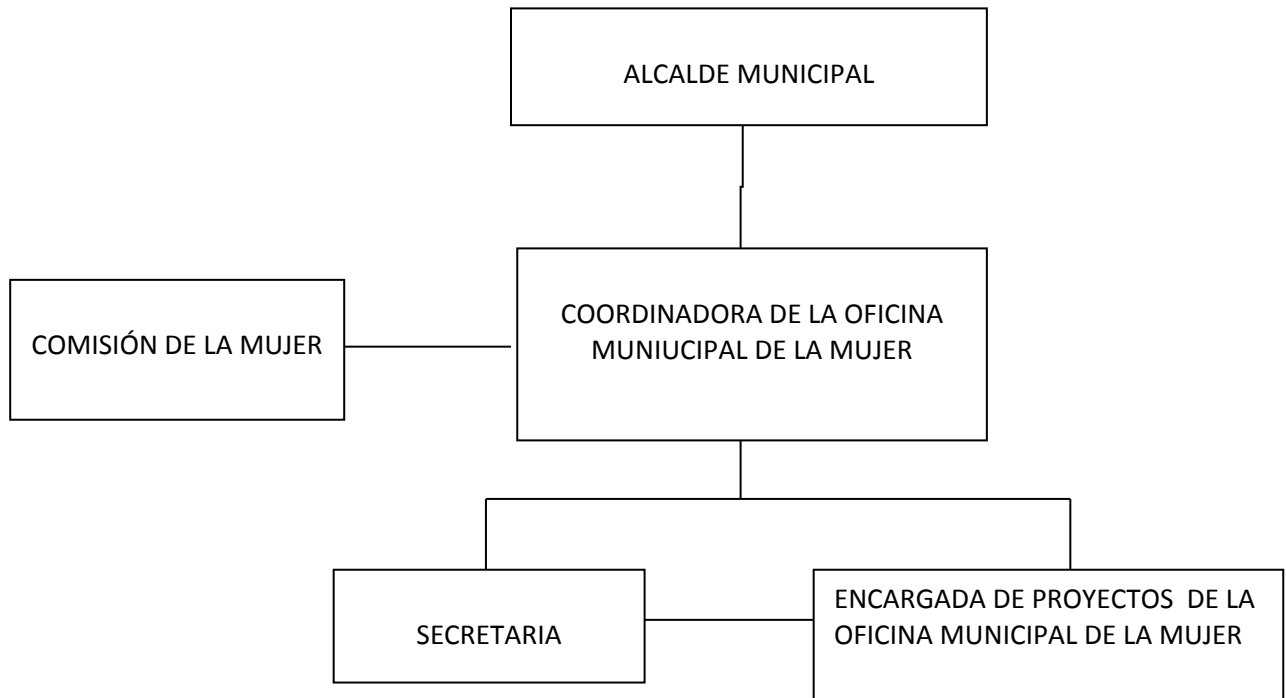 ALCALDE MUNICIPAL
COMISIÓN DE LA MUJER
COORDINADORA DE LA OFICINA
MUNIUCIPAL DE LA MUJER
SECRETARIA
ENCARGADA DE PROYECTOS DE LA
OFICINA MUNICIPAL DE LA MUJER